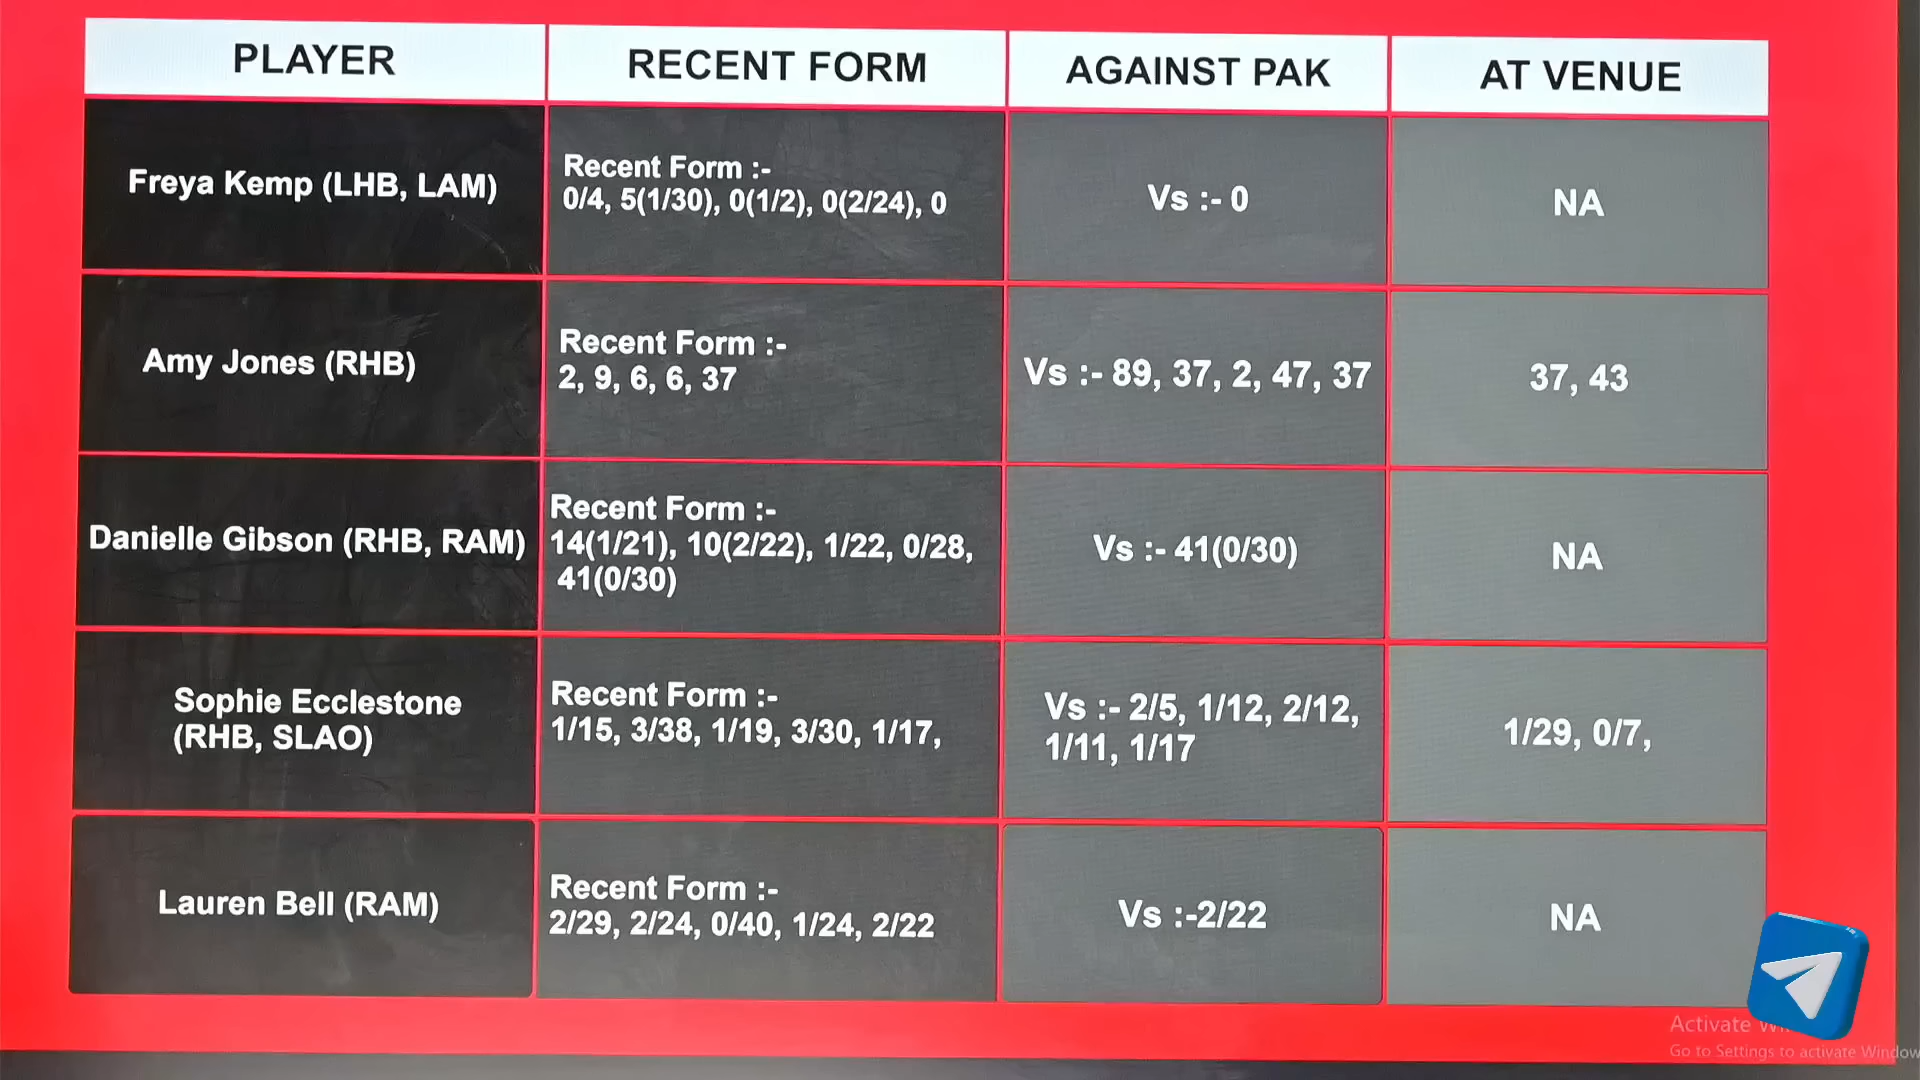 PLAYER RECENT FORM AGAINST PAK AT VENUE
Freya Kemp (LHB, LAM)
Recent Form :-
0/4, 5(1/30), 0(1/2), 0(2/24), 0
Vs :- 0
NA
Amy Jones (RHB)
Recent Form :-
2, 9, 6, 6, 37
Vs :- 89, 37, 2, 47, 37
37, 43
Danielle Gibson (RHB, RAM)
Recent Form :-
14(1/21), 10(2/22), 1/22, 0/28,
41(0/30)
Vs :- 41(0/30)
NA
Sophie Ecclestone
(RHB, SLAO)
Recent Form :-
1/15, 3/38, 1/19, 3/30, 1/17,
Vs :- 2/5, 1/12, 2/12,
1/11, 1/17
1/29, 0/7,
Lauren Bell (RAM)
Recent Form :-
2/29, 2/24, 0/40, 1/24, 2/22
Vs :-2/22
NA
Activate
Go to Settings to activate Window